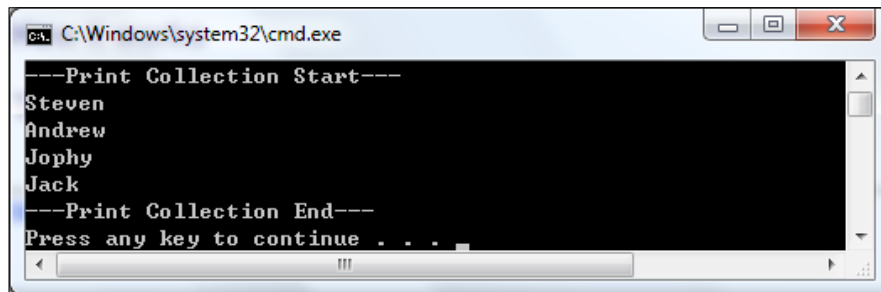 C:\Windows\system32\cmd.exe
---Print Collection Start---
Steven
Andrew
Jophy
Jack
---Print Collection End---
Press any key to continue . . . _